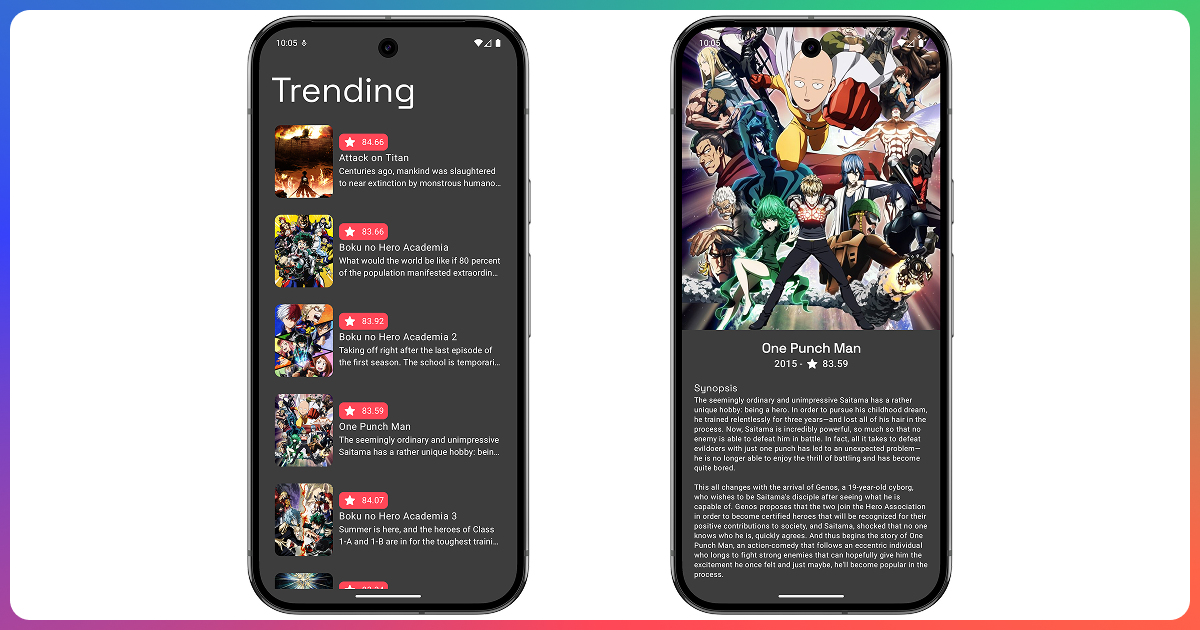 10:05
Trending
84.66
Attack on Titan
Centuries ago, mankind was slaughtered
to near extinction by monstrous humano...
83.66
Boku no Hero Academia
What would the world be like if 80 percent
of the population manifested extraordin...
83.92
Boku no Hero Academia 2
Taking off right after the last episode of
the first season. The school is temporari...
83.59
One Punch Man
The seemingly ordinary and unimpressive
Saitama has a rather unique hobby: bein...
84.07
Boku no Hero Academia 3
Summer is here, and the heroes of Class
1-A and 1-B are in for the toughest traini...
10:05
One Punch Man
2015 · ★ 83.59
Synopsis
The seemingly ordinary and unimpressive Saitama has a rather
unique hobby: being a hero. In order to pursue his childhood dream,
he trained relentlessly for three years—and lost all of his hair in the
process. Now, Saitama is incredibly powerful, so much so that no
enemy is able to defeat him in battle. In fact, all it takes to defeat
evildoers with just one punch has led to an unexpected problem—
he is no longer able to enjoy the thrill of battling and has become
quite bored.
This all changes with the arrival of Genos, a 19-year-old cyborg,
who wishes to be Saitama's disciple after seeing what he is
capable of. Genos proposes that the two join the Hero Association
in order to become certified heroes that will be recognized for their
positive contributions to society, and Saitama, shocked that no one
knows who he is, quickly agrees. And thus begins the story of One
Punch Man, an action-comedy that follows an eccentric individual
who longs to fight strong enemies that can hopefully give him the
excitement he once felt and just maybe, he'll become popular in the
process.